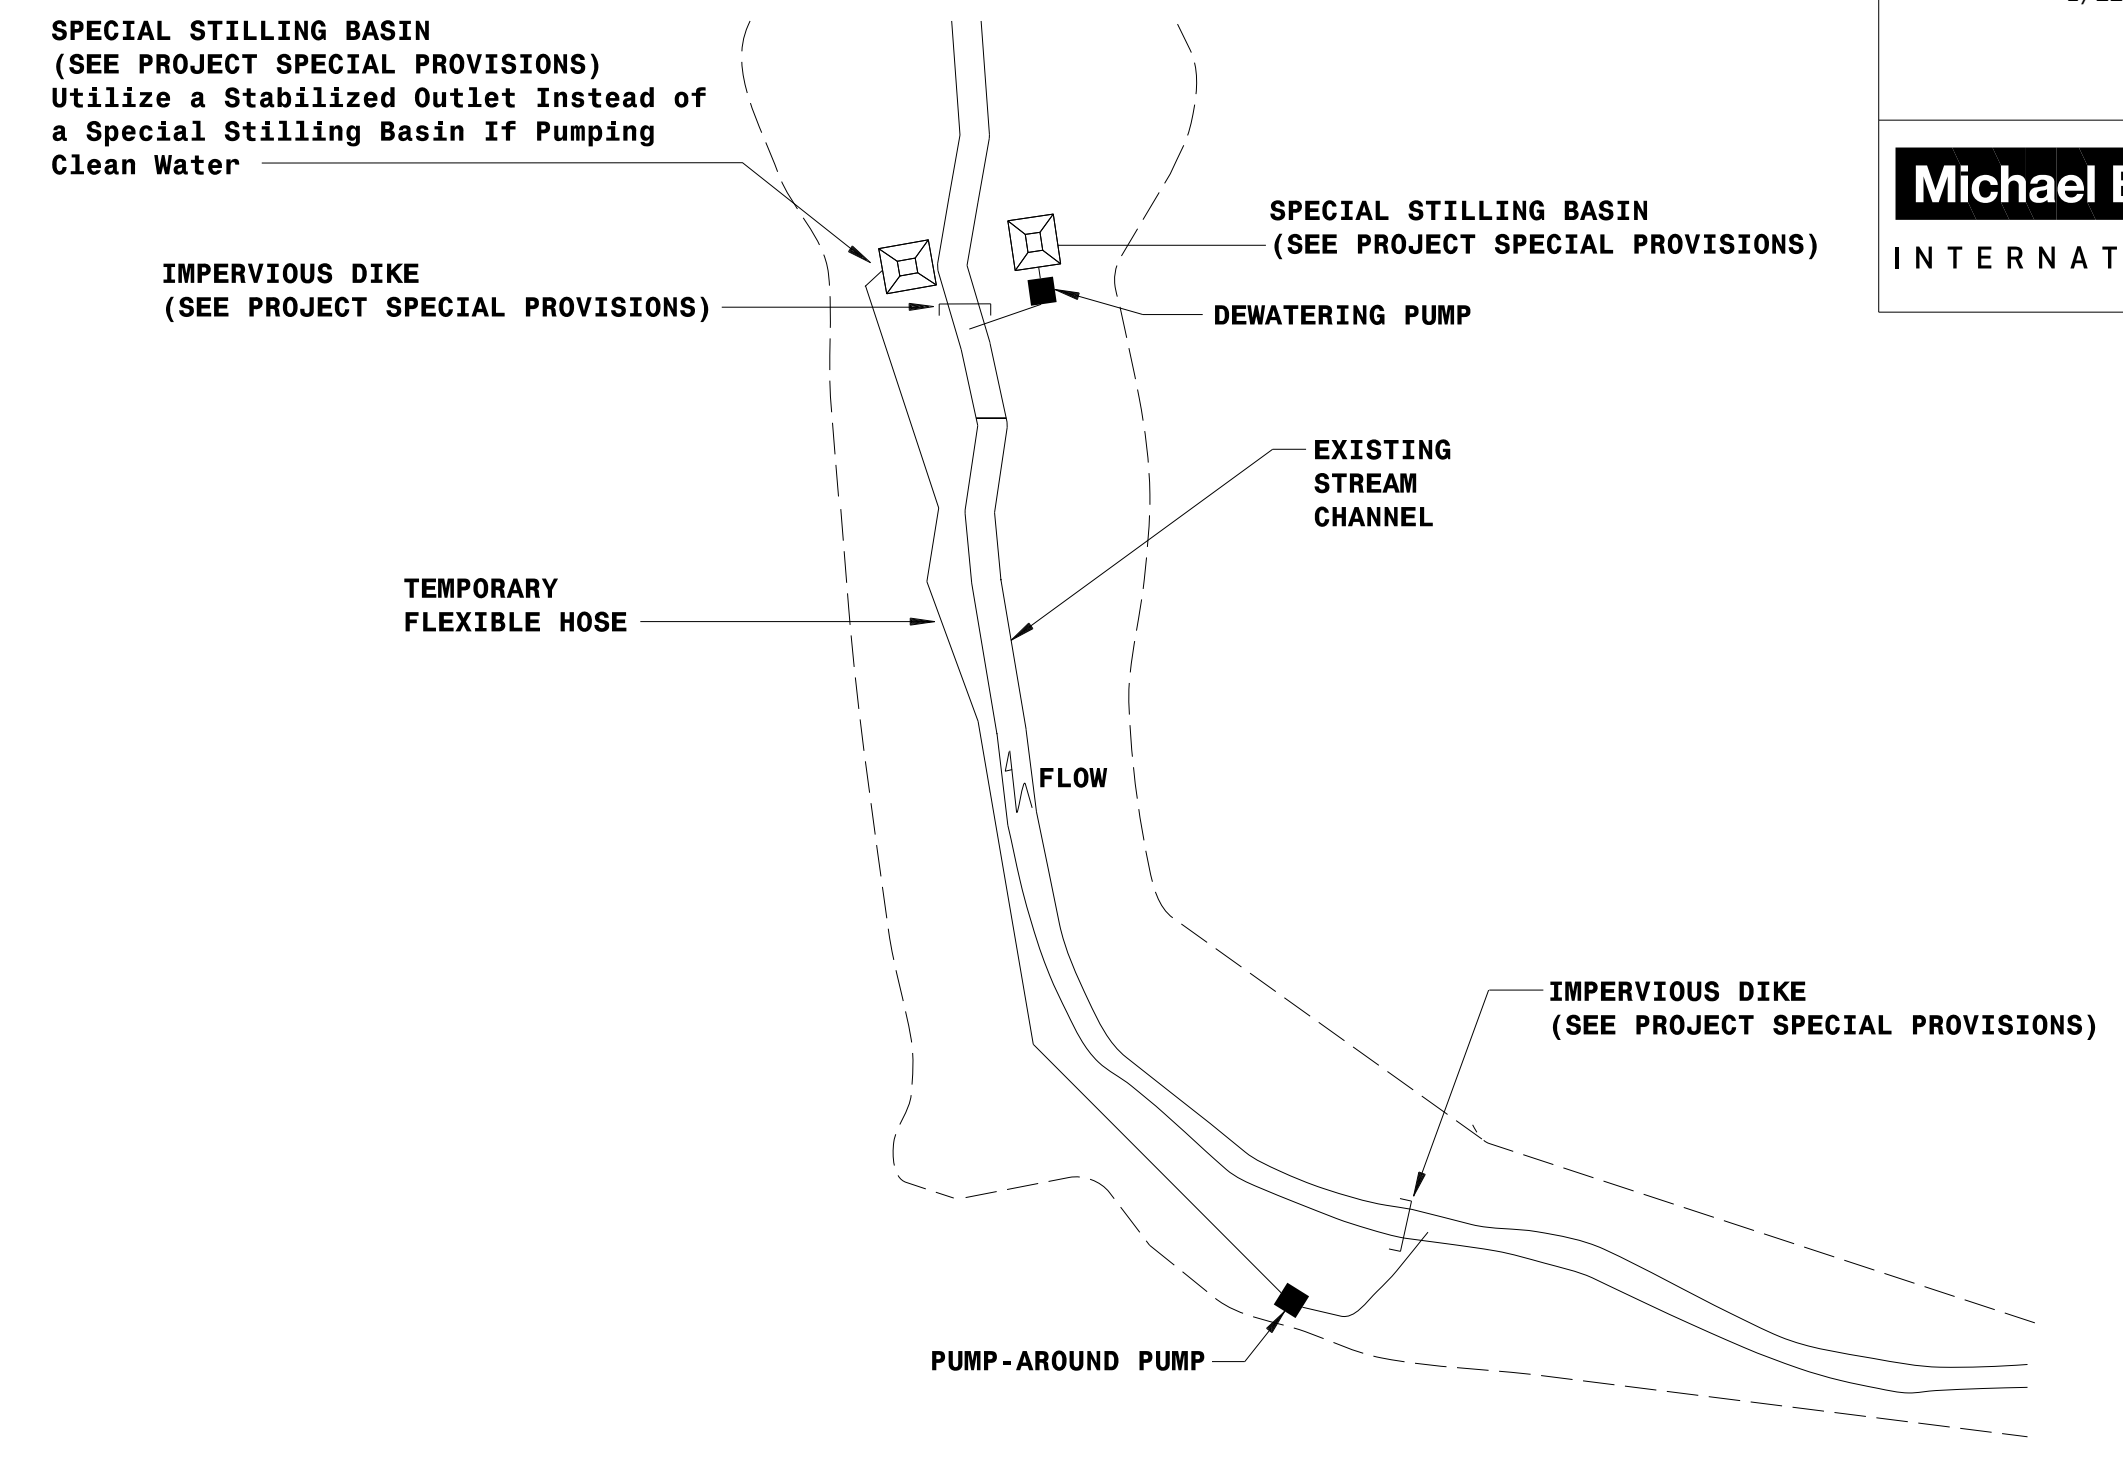 SPECIAL STILLING BASIN
(SEE PROJECT SPECIAL PROVISIONS)
Utilize a Stabilized Outlet Instead of
a Special Stilling Basin If Pumping
Clean Water
IMPERVIOUS DIKE
(SEE PROJECT SPECIAL PROVISIONS)
SPECIAL STILLING BASIN
(SEE PROJECT SPECIAL PROVISIONS)
DEWATERING PUMP
Michael
EXISTING
STREAM
CHANNEL
TEMPORARY
FLEXIBLE HOSE
FLOW
IMPERVIOUS DIKE
(SEE PROJECT SPECIAL PROVISIONS)
PUMP-AROUND PUMP